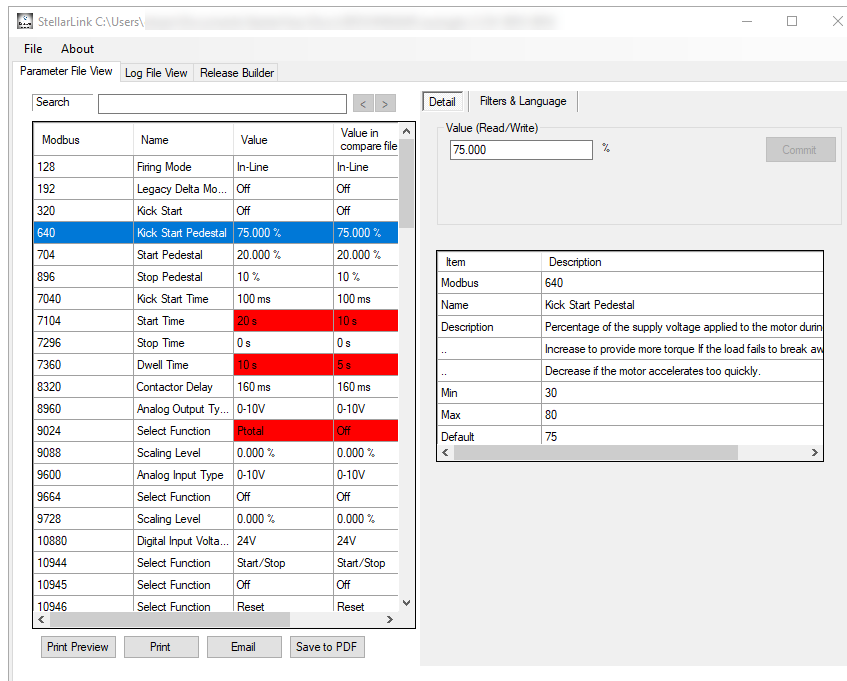 StellarLink C:\Users\
File About
Parameter File View Log File View Release Builder
Search < >
Modbus Name Value Value in compare file
128 Firing Mode In-Line In-Line
192 Legacy Delta Mo... Off Off
320 Kick Start Off Off
640 Kick Start Pedestal 75.000 % 75.000 %
704 Start Pedestal 20.000 % 20.000 %
896 Stop Pedestal 10 % 10 %
7040 Kick Start Time 100 ms 100 ms
7104 Start Time 20 s 10 s
7296 Stop Time 0 s 0 s
7360 Dwell Time 10 s 5 s
8320 Contactor Delay 160 ms 160 ms
8960 Analog Output Ty... 0-10V 0-10V
9024 Select Function Ptotal Off
9088 Scaling Level 0.000 % 0.000 %
9600 Analog Input Type 0-10V 0-10V
9664 Select Function Off Off
9728 Scaling Level 0.000 % 0.000 %
10880 Digital Input Volta... 24V 24V
10944 Select Function Start/Stop Start/Stop
10945 Select Function Off Off
10946 Select Function Reset Reset
Print Preview Print Email Save to PDF
Detail Filters & Language
Value (Read/Write)
75.000 % Commit
Item Description
Modbus 640
Name Kick Start Pedestal
Description Percentage of the supply voltage applied to the motor durin
.. Increase to provide more torque If the load fails to break aw
.. Decrease if the motor accelerates too quickly.
Min 30
Max 80
Default 75